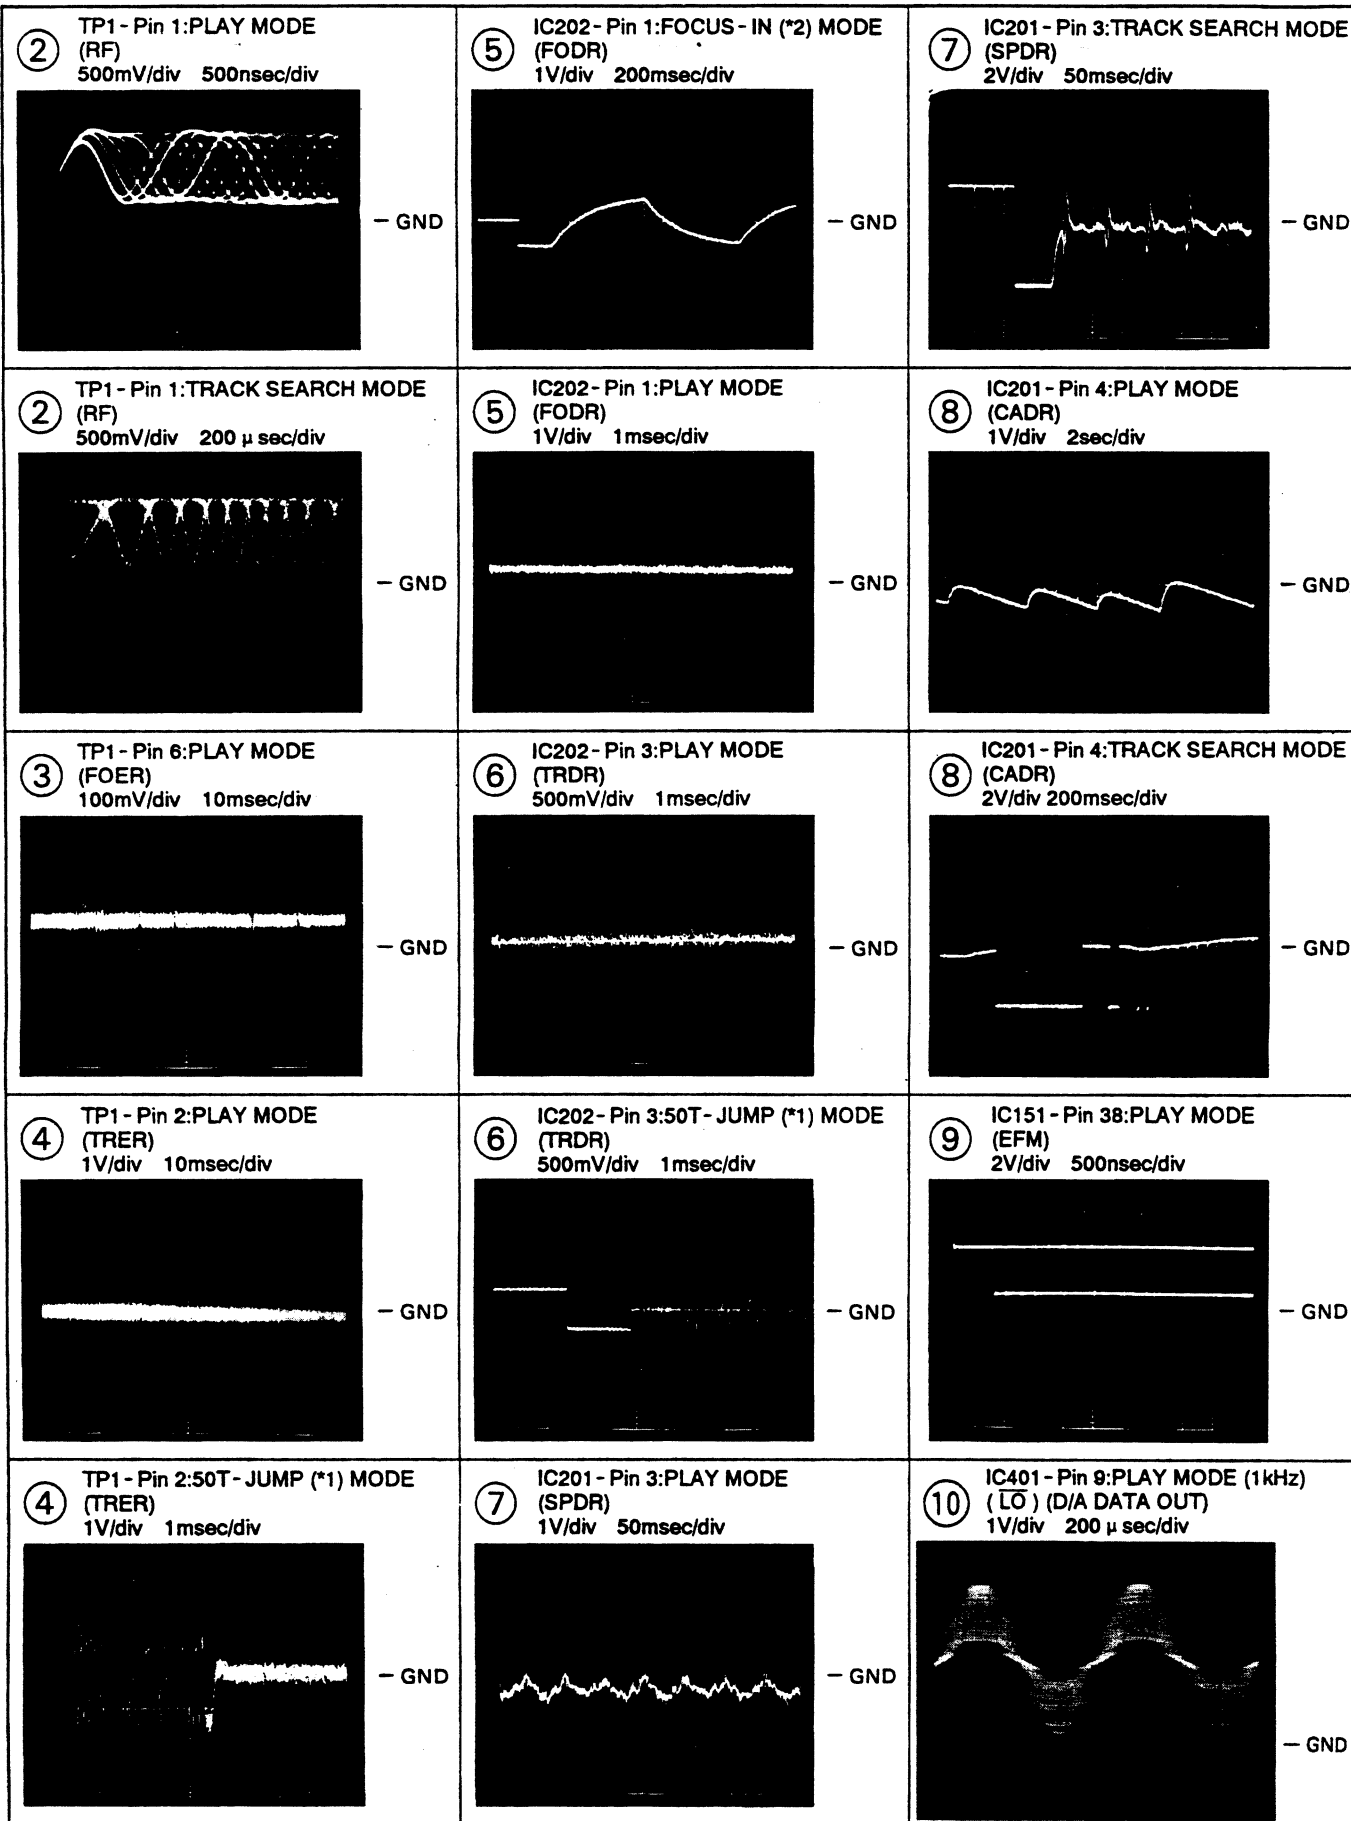 ② TP1 - Pin 1:PLAY MODE
(RF)
500mV/div 500nsec/div
— GND
⑤ IC202 - Pin 1:FOCUS - IN (*2) MODE
(FODR)
1V/div 200msec/div
— GND
⑦ IC201 - Pin 3:TRACK SEARCH MODE
(SPDR)
2V/div 50msec/div
— GND
② TP1 - Pin 1:TRACK SEARCH MODE
(RF)
500mV/div 200 μ sec/div
— GND
⑤ IC202 - Pin 1:PLAY MODE
(FODR)
1V/div 1msec/div
— GND
⑧ IC201 - Pin 4:PLAY MODE
(CADR)
1V/div 2sec/div
— GND
③ TP1 - Pin 6:PLAY MODE
(FOER)
100mV/div 10msec/div
— GND
⑥ IC202 - Pin 3:PLAY MODE
(TRDR)
500mV/div 1msec/div
— GND
⑧ IC201 - Pin 4:TRACK SEARCH MODE
(CADR)
2V/div 200msec/div
— GND
④ TP1 - Pin 2:PLAY MODE
(TRER)
1V/div 10msec/div
— GND
⑥ IC202 - Pin 3:50T - JUMP (*1) MODE
(TRDR)
500mV/div 1msec/div
— GND
⑨ IC151 - Pin 38:PLAY MODE
(EFM)
2V/div 500nsec/div
— GND
④ TP1 - Pin 2:50T - JUMP (*1) MODE
(TRER)
1V/div 1msec/div
— GND
⑦ IC201 - Pin 3:PLAY MODE
(SPDR)
1V/div 50msec/div
— GND
⑩ IC401 - Pin 9:PLAY MODE (1kHz)
( L̅O̅ ) (D/A DATA OUT)
1V/div 200 μ sec/div
— GND